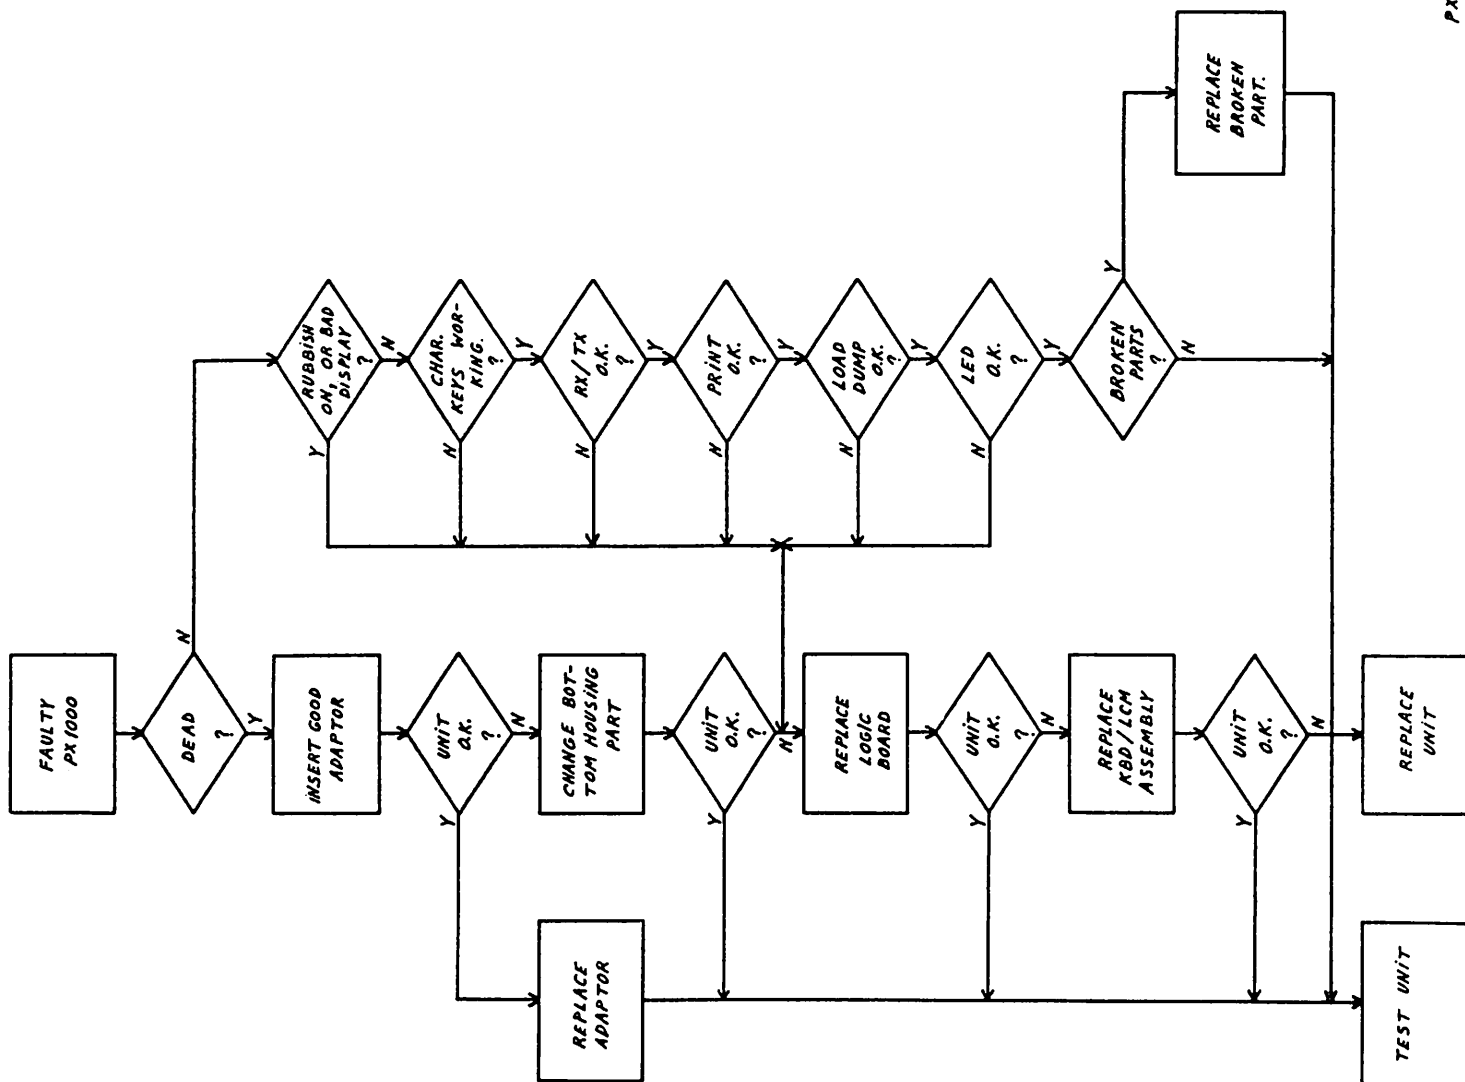 FAULTY
PX1000
DEAD
?
N
Y
INSERT GOOD
ADAPTOR
UNIT
O.K.
?
Y
N
REPLACE
ADAPTOR
CHANGE BOT-
TOM HOUSING
PART
UNIT
O.K.
?
Y
N
REPLACE
LOGIC
BOARD
UNIT
O.K.
?
Y
N
REPLACE
KBD/LCM
ASSEMBLY
UNIT
O.K.
?
Y
N
REPLACE
UNIT
TEST UNIT
RUBBISH
ON, OR BAD
DISPLAY
?
Y
N
CHAR.
KEYS WOR-
KING.
?
N
Y
RX/TX
O.K.
?
N
Y
PRINT
O.K.
?
N
Y
LOAD
DUMP
O.K.
?
N
Y
LED
O.K.
?
N
Y
BROKEN
PARTS
?
Y
N
REPLACE
BROKEN
PART.
PX